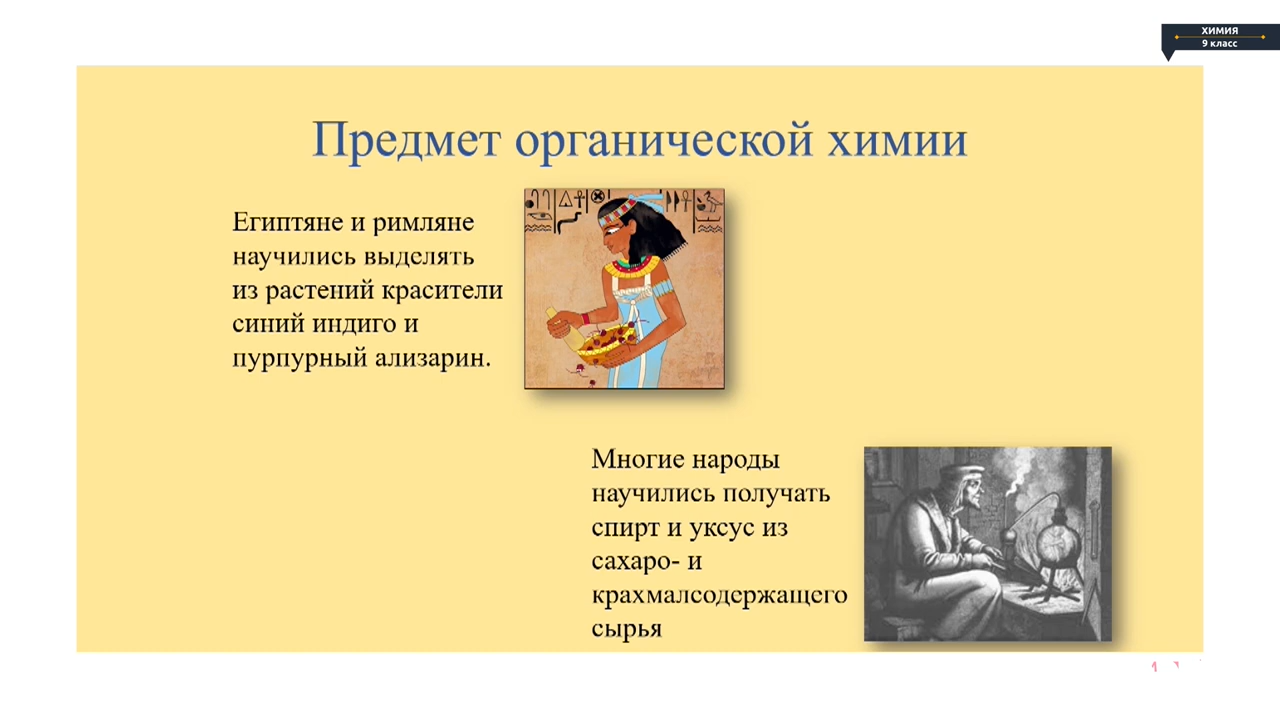 ХИМИЯ
9 класс
Предмет органической химии
Египтяне и римляне
научились выделять
из растений красители
синий индиго и
пурпурный ализарин.
Многие народы
научились получать
спирт и уксус из
сахаро- и
крахмалсодержащего
сырья